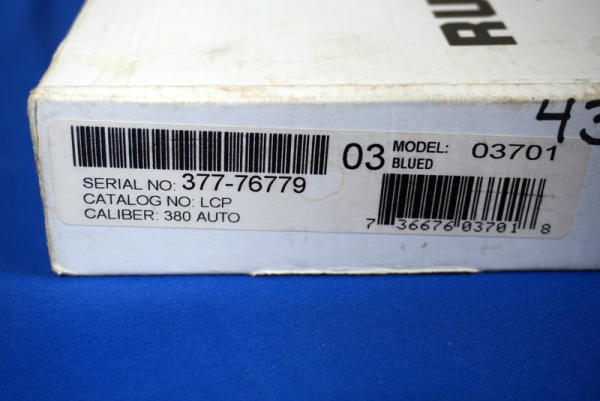 RU
43
03 MODEL: 03701
BLUED
SERIAL NO: 377-76779
CATALOG NO: LCP
CALIBER: 380 AUTO
7 36676 03701 8